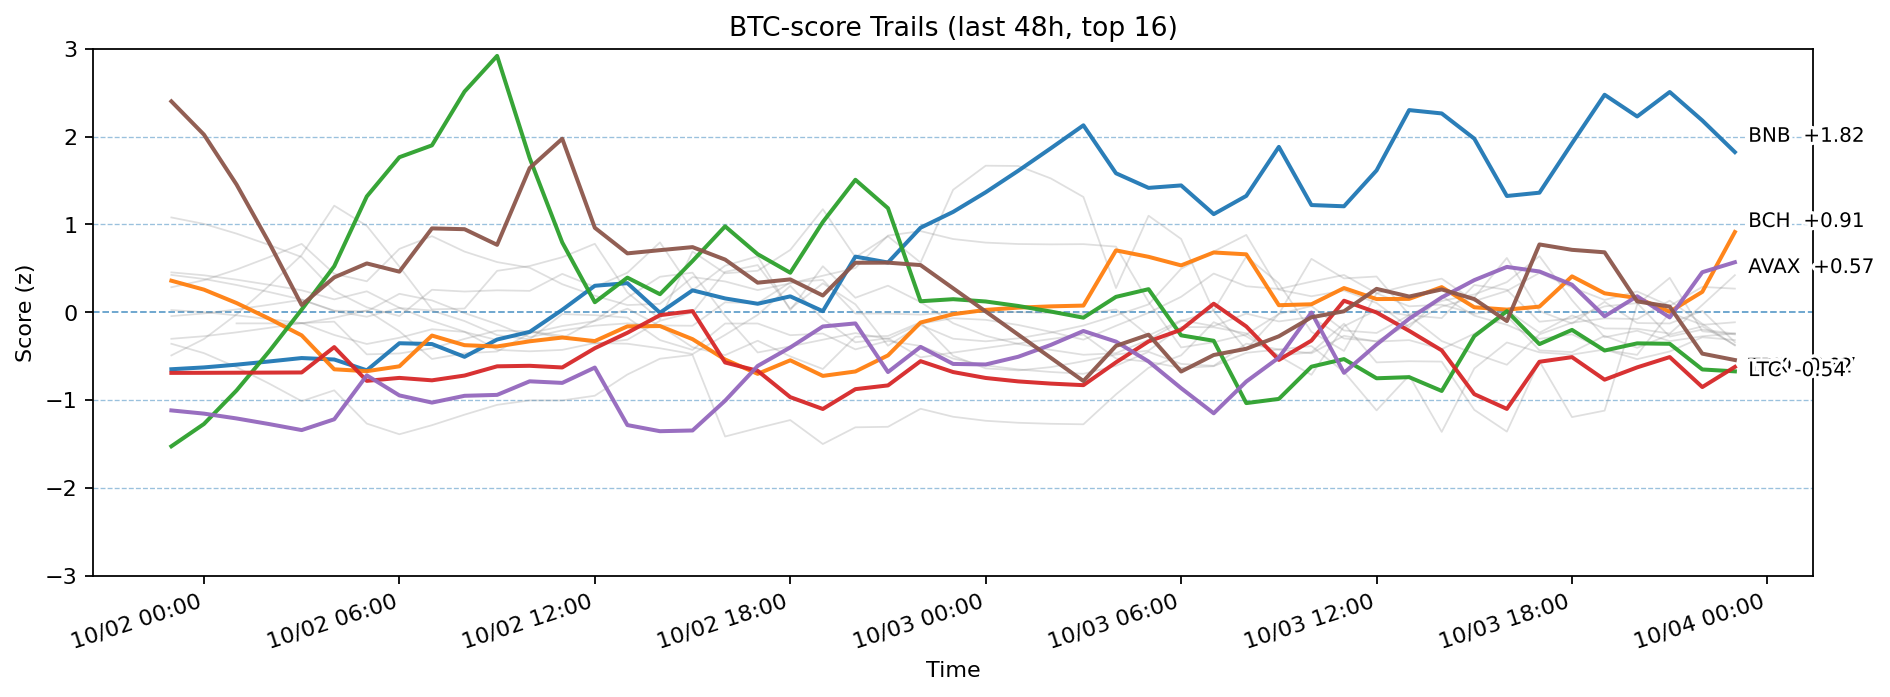 BTC-score Trails (last 48h, top 16)
Score (z)
3
2
1
0
−1
−2
−3
BNB +1.82
BCH +0.91
AVAX +0.57
LTC -0.54
10/02 00:00
10/02 06:00
10/02 12:00
10/02 18:00
10/03 00:00
10/03 06:00
10/03 12:00
10/03 18:00
10/04 00:00
Time